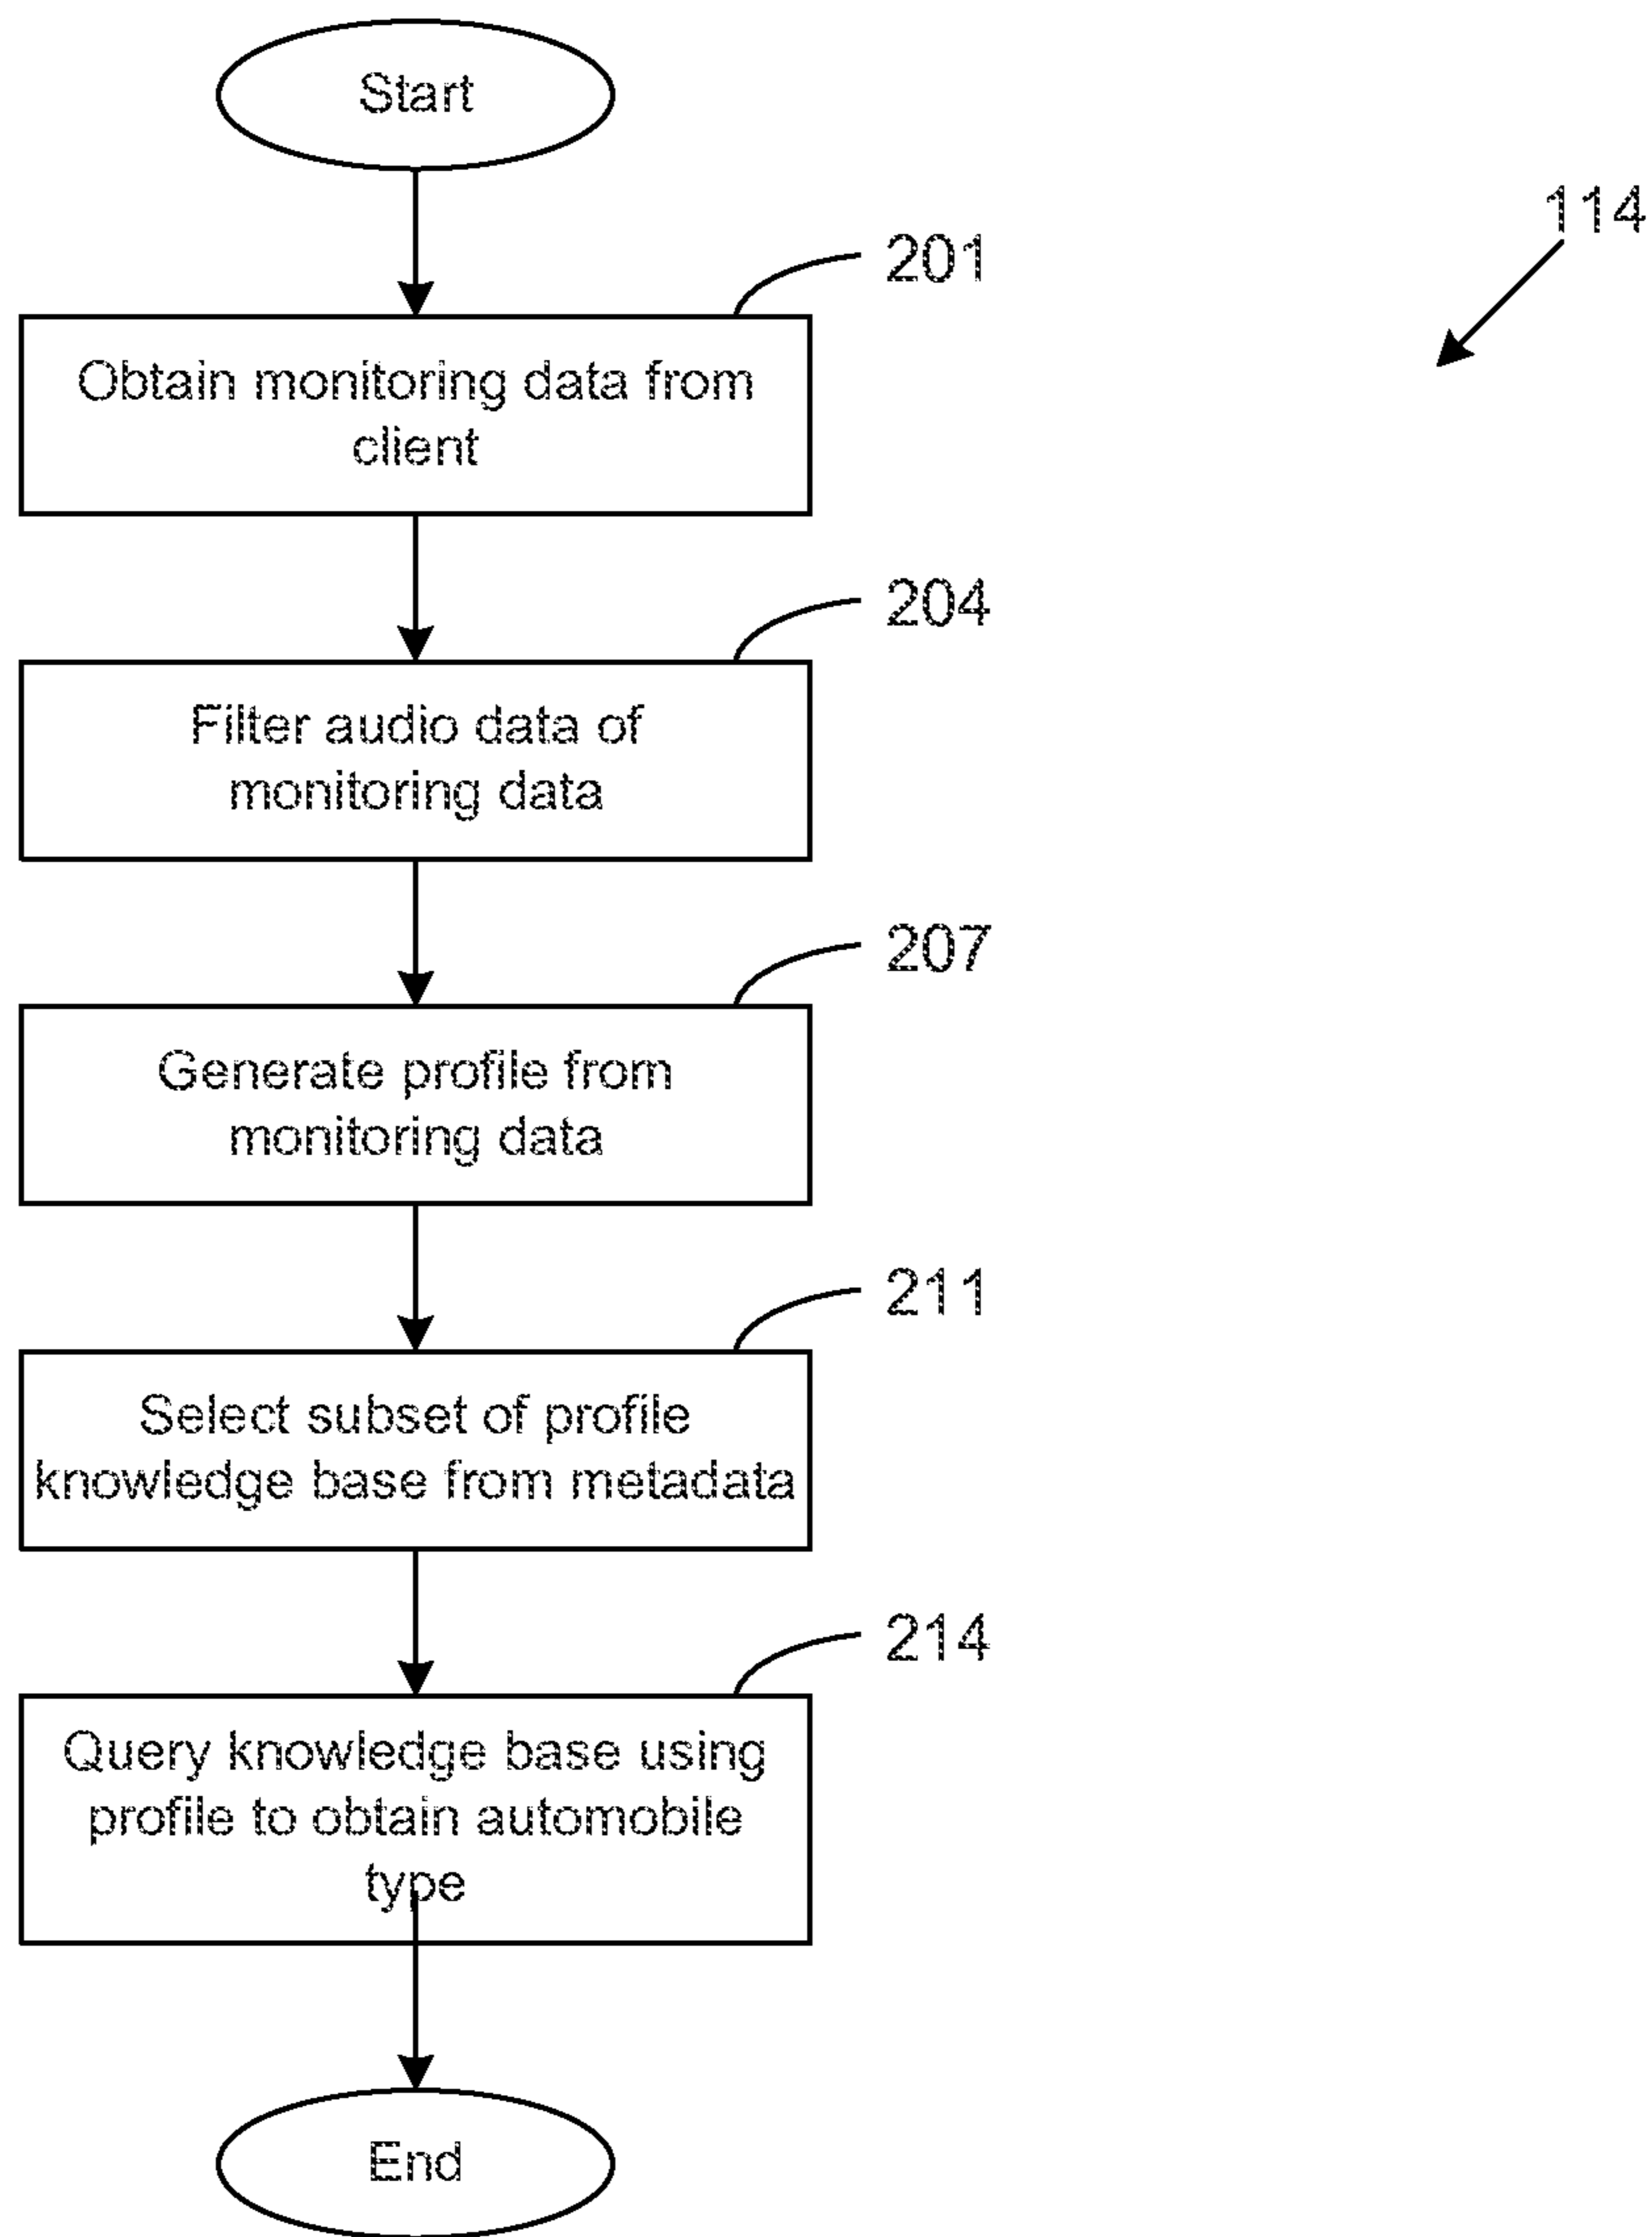 Start
114
201
Obtain monitoring data from
client
204
Filter audio data of
monitoring data
207
Generate profile from
monitoring data
211
Select subset of profile
knowledge base from metadata
214
Query knowledge base using
profile to obtain automobile
type
End